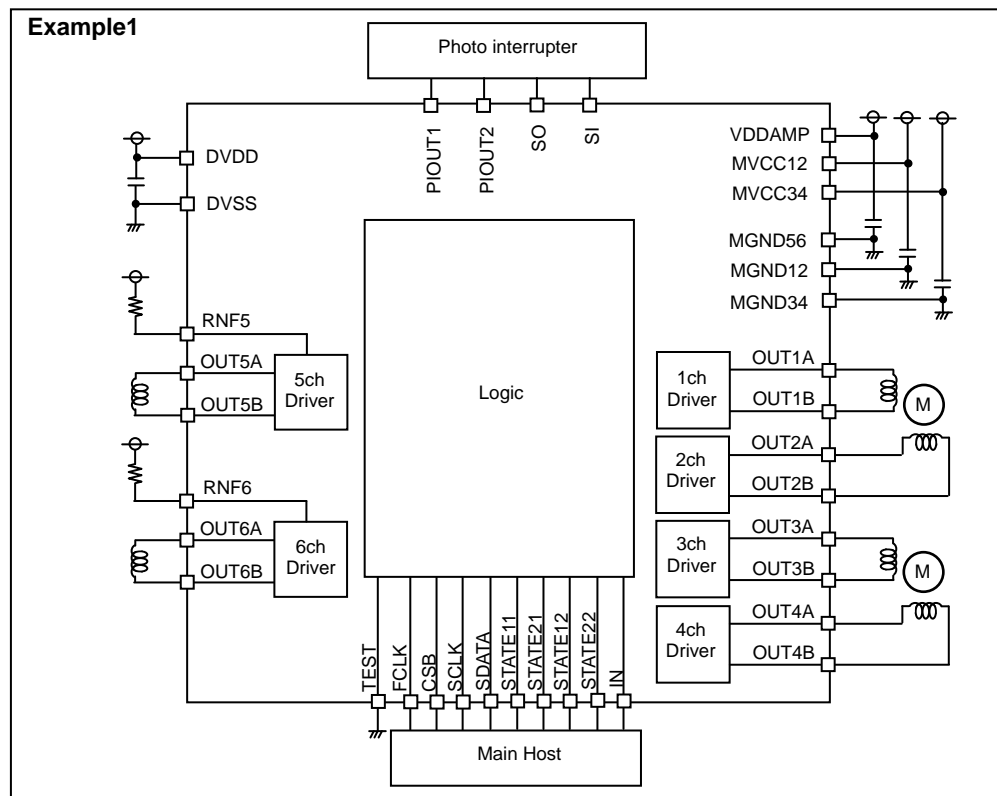 Example1
Photo interrupter
PIOUT1
PIOUT2
SO
SI
DVDD
DVSS
RNF5
OUT5A
OUT5B
5ch
Driver
RNF6
OUT6A
OUT6B
6ch
Driver
Logic
VDDAMP
MVCC12
MVCC34
MGND56
MGND12
MGND34
1ch
Driver
OUT1A
OUT1B
M
2ch
Driver
OUT2A
OUT2B
3ch
Driver
OUT3A
OUT3B
M
4ch
Driver
OUT4A
OUT4B
TEST
FCLK
CSB
SCLK
SDATA
STATE11
STATE21
STATE12
STATE22
IN
Main Host